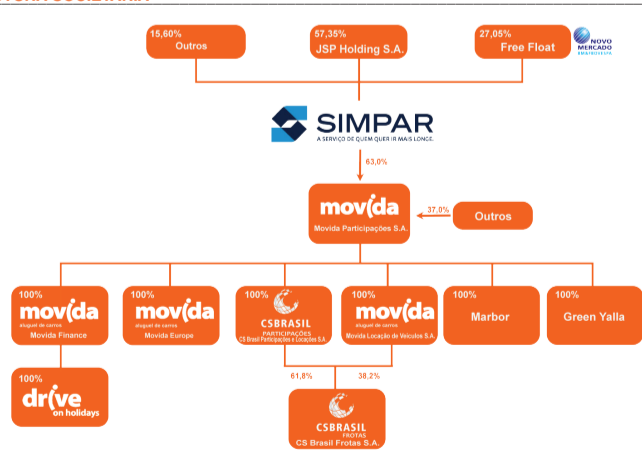 15,60%
Outros
57,35%
JSP Holding S.A.
27,05%
Free Float
NOVO
MERCADO
BM&FBOVESPA
SIMPAR
A SERVIÇO DE QUEM QUER IR MAIS LONGE.
63,0%
movida
Movida Participações S.A.
37,0%
Outros
100%
movida
aluguel de carros
Movida Finance
100%
movida
aluguel de carros
Movida Europe
100%
CSBRASIL
PARTICIPAÇÕES
CS Brasil Participações e Locações S.A.
100%
movida
aluguel de carros
Movida Locação de Veículos S.A.
100%
Marbor
100%
Green Yalla
100%
drive
on holidays
61,8%
38,2%
CSBRASIL
FROTAS
CS Brasil Frotas S.A.